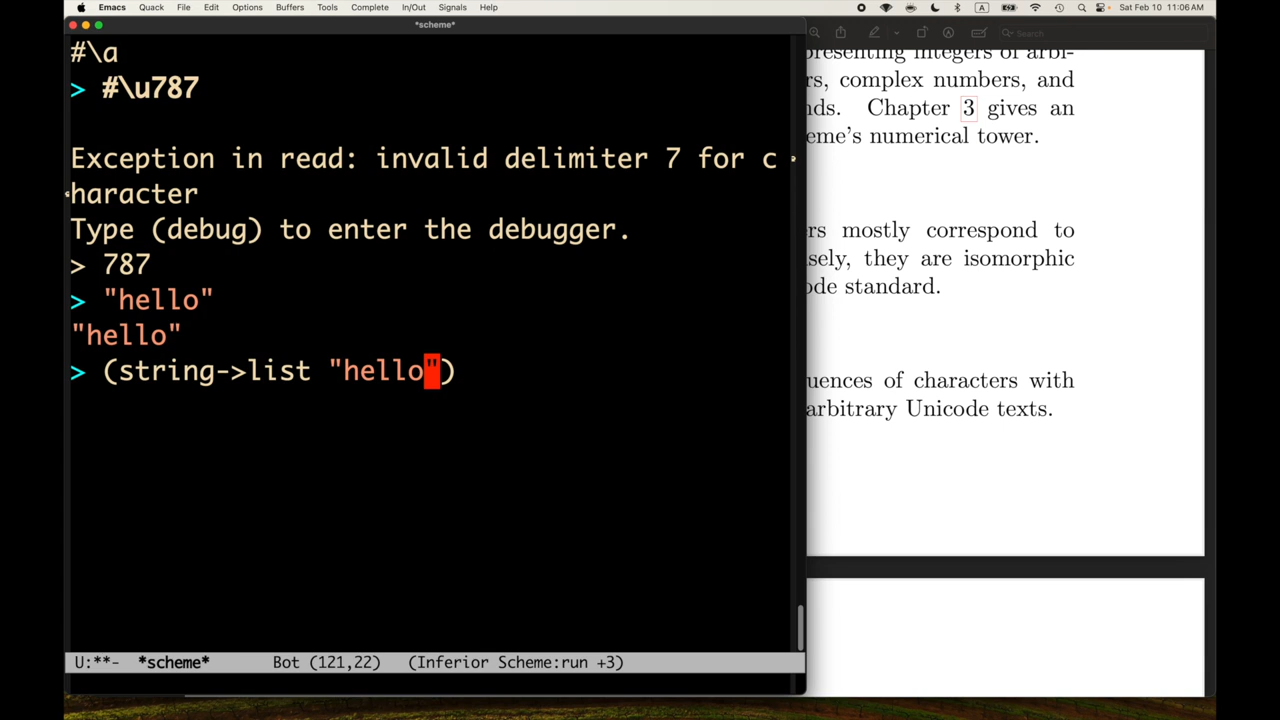 Emacs Quack File Edit Options Buffers Tools Complete In/Out Signals Help
Sat Feb 10 11:06 AM
*scheme*
#\a
> #\u787
Exception in read: invalid delimiter 7 for c
haracter
Type (debug) to enter the debugger.
> 787
> "hello"
"hello"
> (string->list "hello")
U:**- *scheme* Bot (121,22) (Inferior Scheme:run +3)
Search
presenting integers of arbi-
rs, complex numbers, and
nds. Chapter 3 gives an
eme's numerical tower.
ers mostly correspond to
isely, they are isomorphic
ode standard.
uences of characters with
arbitrary Unicode texts.